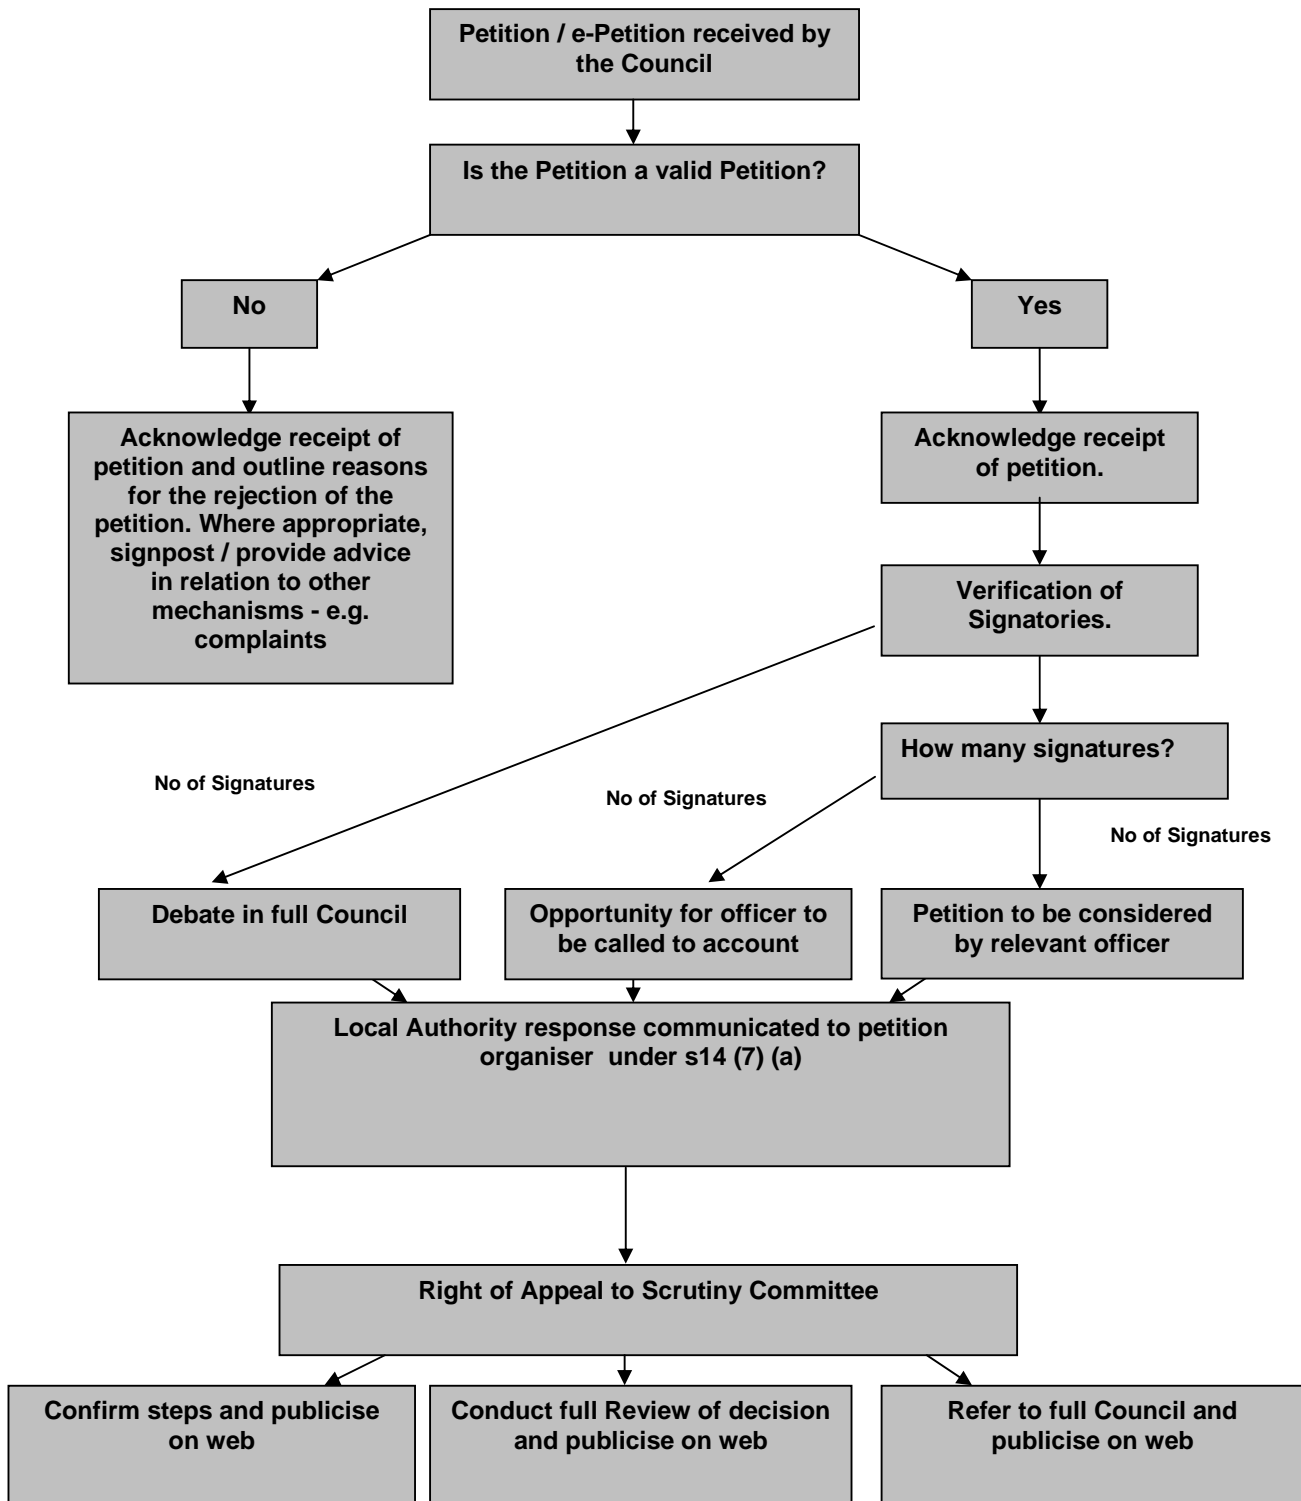 Petition / e-Petition received by
the Council
Is the Petition a valid Petition?
No
Yes
Acknowledge receipt of
petition and outline reasons
for the rejection of the
petition. Where appropriate,
signpost / provide advice
in relation to other
mechanisms - e.g.
complaints
Acknowledge receipt
of petition.
Verification of
Signatories.
How many signatures?
No of Signatures
No of Signatures
No of Signatures
Debate in full Council
Opportunity for officer to
be called to account
Petition to be considered
by relevant officer
Local Authority response communicated to petition
organiser under s14 (7) (a)
Right of Appeal to Scrutiny Committee
Confirm steps and publicise
on web
Conduct full Review of decision
and publicise on web
Refer to full Council and
publicise on web